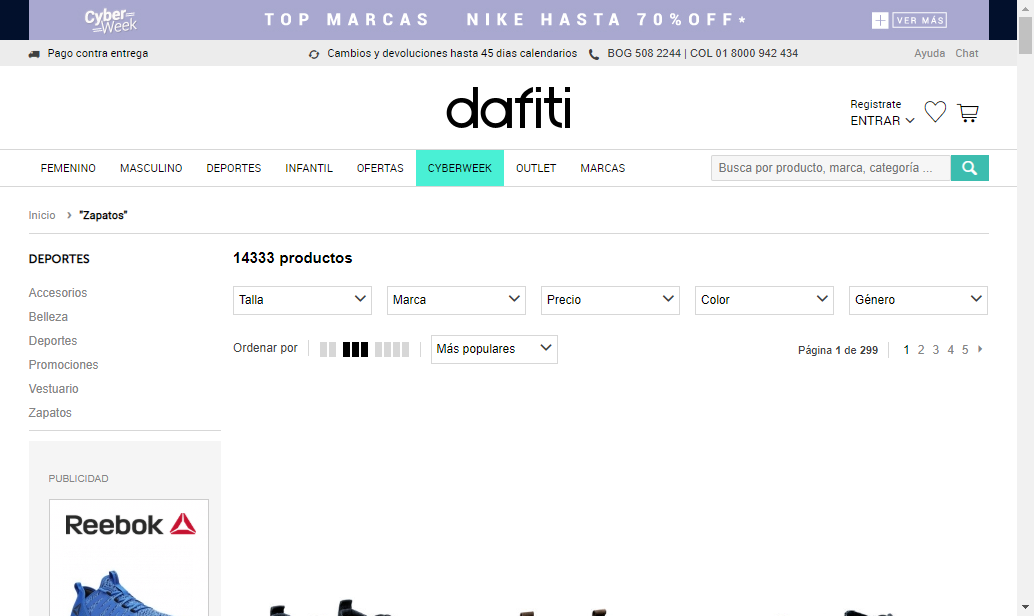 Cyber Week
TOP MARCAS NIKE HASTA 70%OFF*
VER MÁS
Pago contra entrega
Cambios y devoluciones hasta 45 dias calendarios
BOG 508 2244 | COL 01 8000 942 434
Ayuda Chat
dafiti
Registrate
ENTRAR
FEMENINO MASCULINO DEPORTES INFANTIL OFERTAS CYBERWEEK OUTLET MARCAS
Busca por producto, marca, categoría ...
Inicio "Zapatos"
DEPORTES
Accesorios
Belleza
Deportes
Promociones
Vestuario
Zapatos
PUBLICIDAD
Reebok
14333 productos
Talla Marca Precio Color Género
Ordenar por
Más populares
Página 1 de 299
1 2 3 4 5